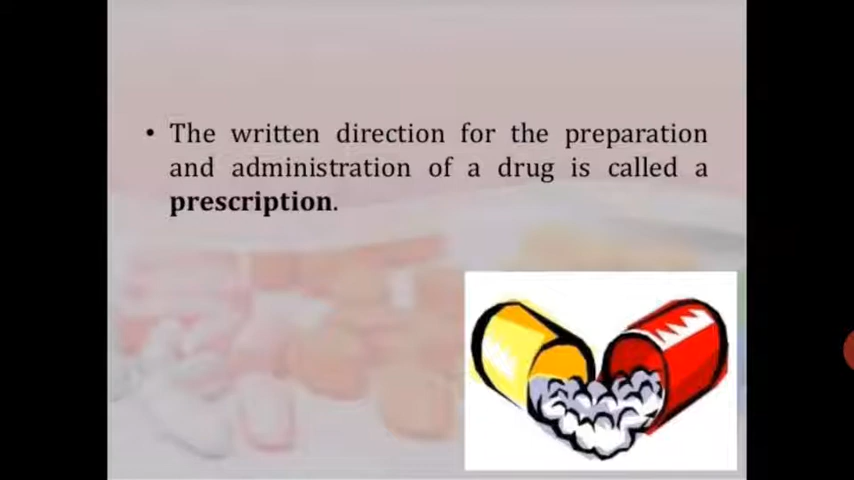 • The written direction for the preparation
and administration of a drug is called a
prescription.